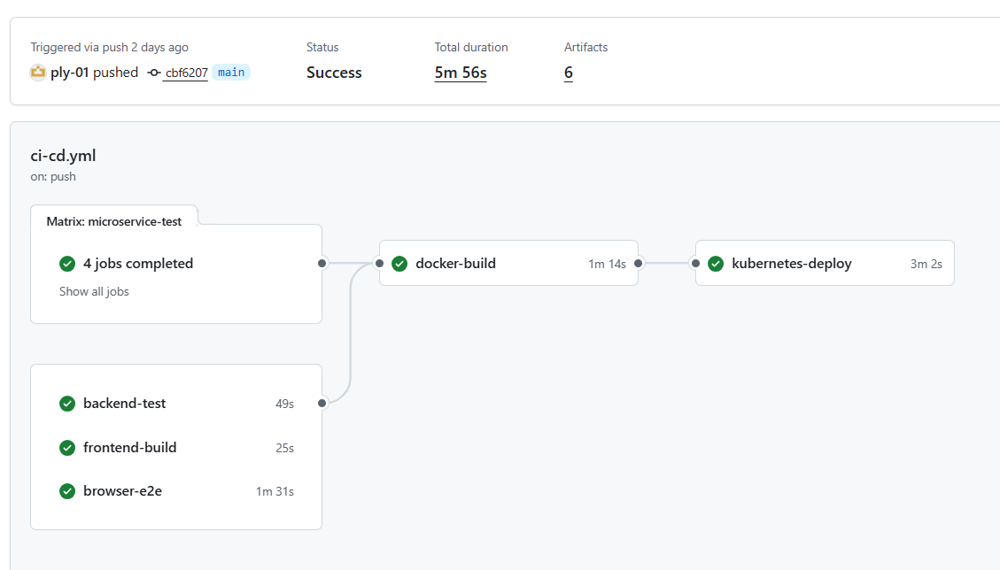 Triggered via push 2 days ago
ply-01 pushed cbf6207 main
Status
Success
Total duration
5m 56s
Artifacts
6
ci-cd.yml
on: push
Matrix: microservice-test
4 jobs completed
Show all jobs
docker-build 1m 14s
kubernetes-deploy 3m 2s
backend-test 49s
frontend-build 25s
browser-e2e 1m 31s